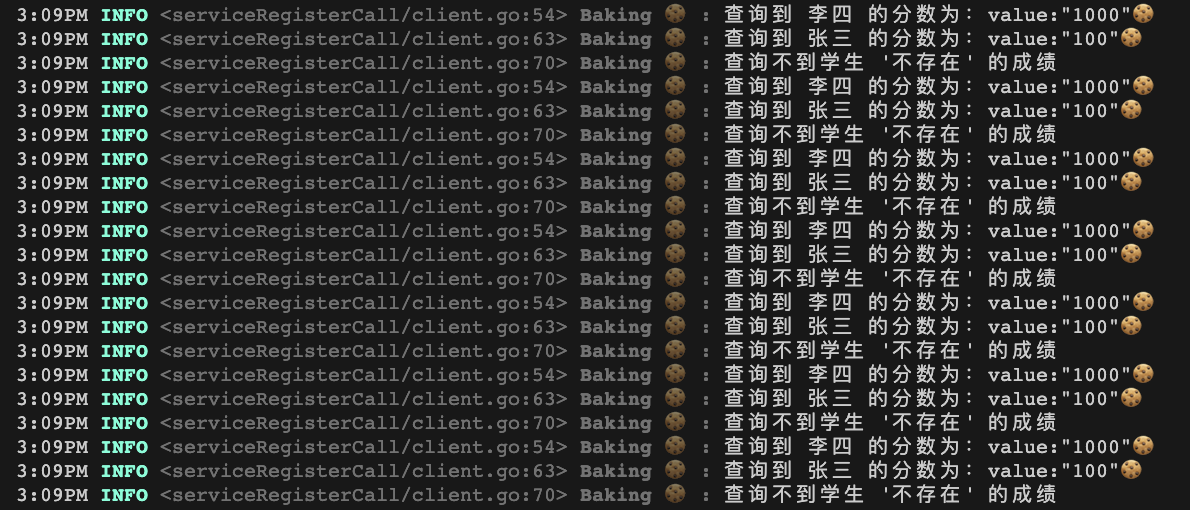 3:09PM INFO <serviceRegisterCall/client.go:54> Baking 🍪 : 查询到 李四 的分数为: value:"1000"🍪
3:09PM INFO <serviceRegisterCall/client.go:63> Baking 🍪 : 查询到 张三 的分数为: value:"100"🍪
3:09PM INFO <serviceRegisterCall/client.go:70> Baking 🍪 : 查询不到学生 '不存在' 的成绩
3:09PM INFO <serviceRegisterCall/client.go:54> Baking 🍪 : 查询到 李四 的分数为: value:"1000"🍪
3:09PM INFO <serviceRegisterCall/client.go:63> Baking 🍪 : 查询到 张三 的分数为: value:"100"🍪
3:09PM INFO <serviceRegisterCall/client.go:70> Baking 🍪 : 查询不到学生 '不存在' 的成绩
3:09PM INFO <serviceRegisterCall/client.go:54> Baking 🍪 : 查询到 李四 的分数为: value:"1000"🍪
3:09PM INFO <serviceRegisterCall/client.go:63> Baking 🍪 : 查询到 张三 的分数为: value:"100"🍪
3:09PM INFO <serviceRegisterCall/client.go:70> Baking 🍪 : 查询不到学生 '不存在' 的成绩
3:09PM INFO <serviceRegisterCall/client.go:54> Baking 🍪 : 查询到 李四 的分数为: value:"1000"🍪
3:09PM INFO <serviceRegisterCall/client.go:63> Baking 🍪 : 查询到 张三 的分数为: value:"100"🍪
3:09PM INFO <serviceRegisterCall/client.go:70> Baking 🍪 : 查询不到学生 '不存在' 的成绩
3:09PM INFO <serviceRegisterCall/client.go:54> Baking 🍪 : 查询到 李四 的分数为: value:"1000"🍪
3:09PM INFO <serviceRegisterCall/client.go:63> Baking 🍪 : 查询到 张三 的分数为: value:"100"🍪
3:09PM INFO <serviceRegisterCall/client.go:70> Baking 🍪 : 查询不到学生 '不存在' 的成绩
3:09PM INFO <serviceRegisterCall/client.go:54> Baking 🍪 : 查询到 李四 的分数为: value:"1000"🍪
3:09PM INFO <serviceRegisterCall/client.go:63> Baking 🍪 : 查询到 张三 的分数为: value:"100"🍪
3:09PM INFO <serviceRegisterCall/client.go:70> Baking 🍪 : 查询不到学生 '不存在' 的成绩
3:09PM INFO <serviceRegisterCall/client.go:54> Baking 🍪 : 查询到 李四 的分数为: value:"1000"🍪
3:09PM INFO <serviceRegisterCall/client.go:63> Baking 🍪 : 查询到 张三 的分数为: value:"100"🍪
3:09PM INFO <serviceRegisterCall/client.go:70> Baking 🍪 : 查询不到学生 '不存在' 的成绩